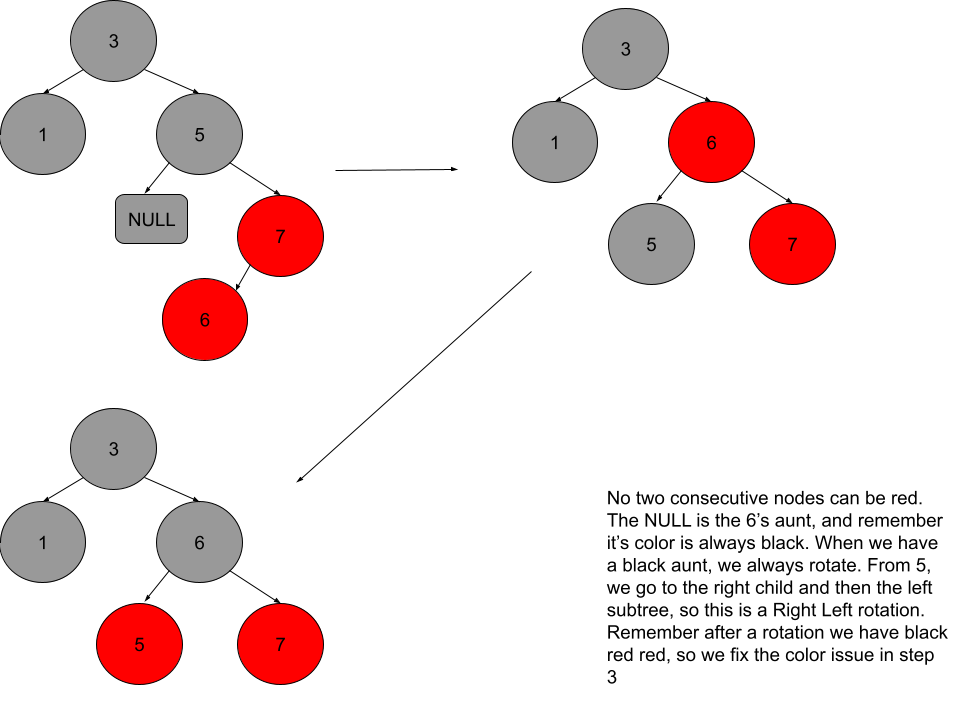 3
1
5
NULL
7
6
3
1
6
5
7
3
1
6
5
7
No two consecutive nodes can be red.
The NULL is the 6's aunt, and remember
it's color is always black. When we have
a black aunt, we always rotate. From 5,
we go to the right child and then the left
subtree, so this is a Right Left rotation.
Remember after a rotation we have black
red red, so we fix the color issue in step
3